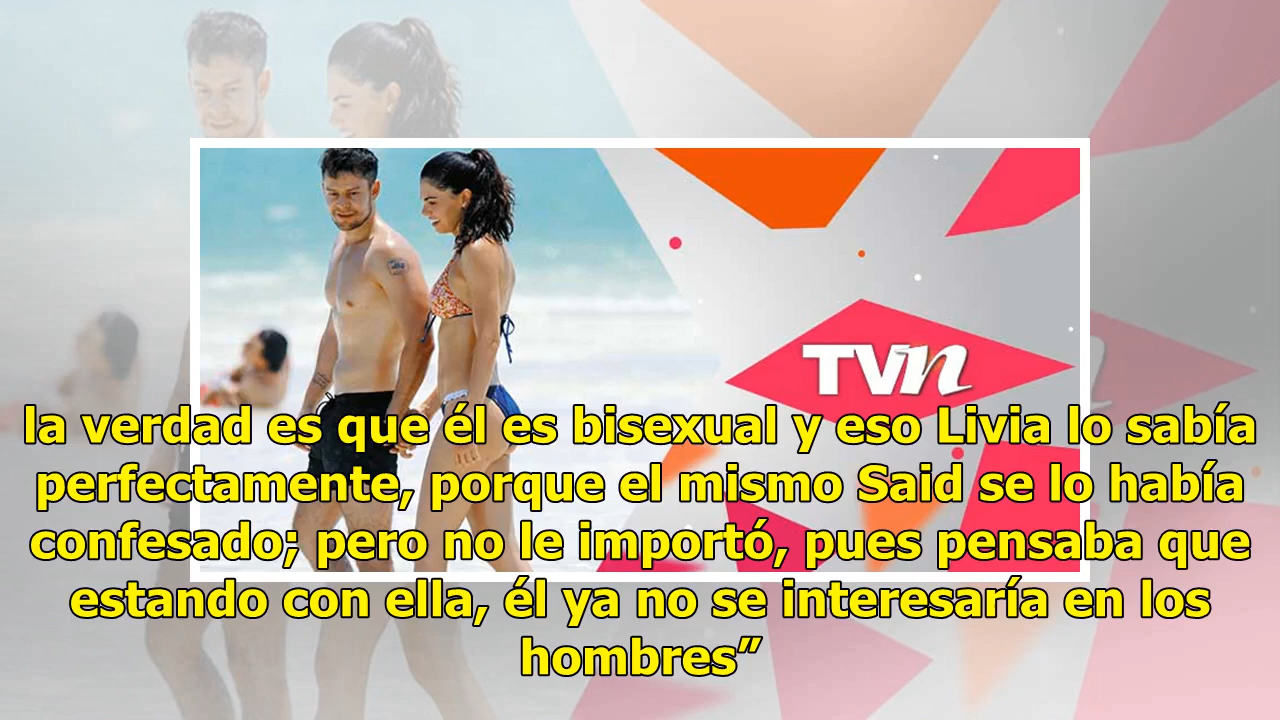 TVn
la verdad es que él es bisexual y eso Livia lo sabía
perfectamente, porque el mismo Said se lo había
confesado; pero no le importó, pues pensaba que
estando con ella, él ya no se interesaría en los
hombres”